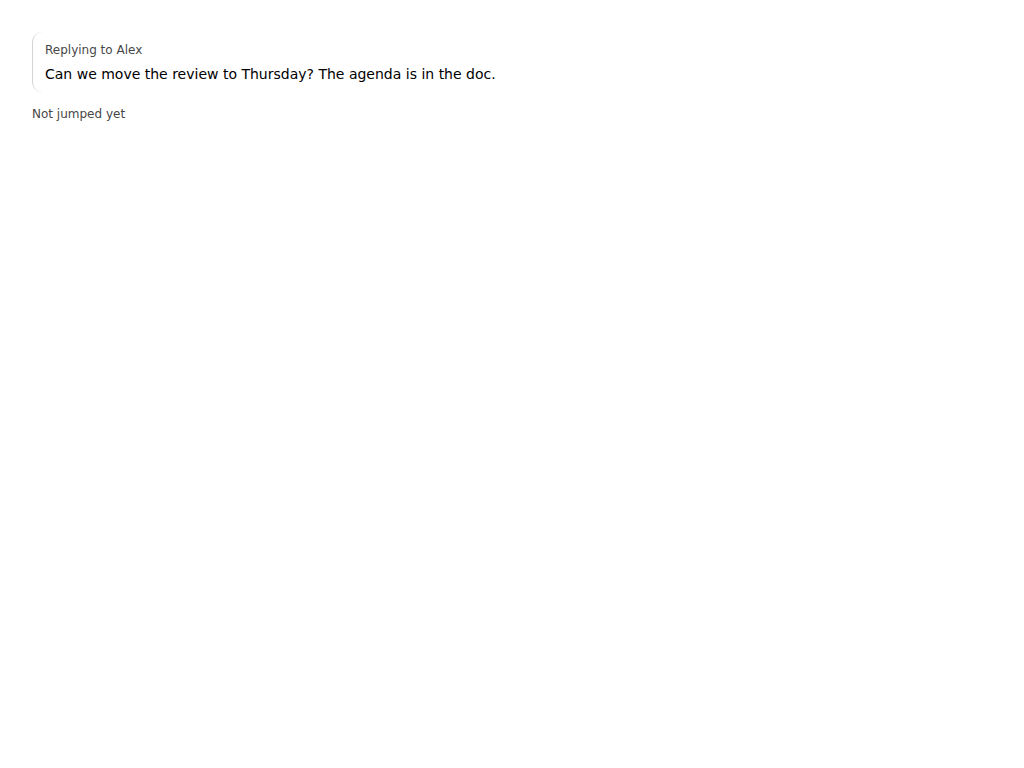 Replying to Alex
Can we move the review to Thursday? The agenda is in the doc.
Not jumped yet